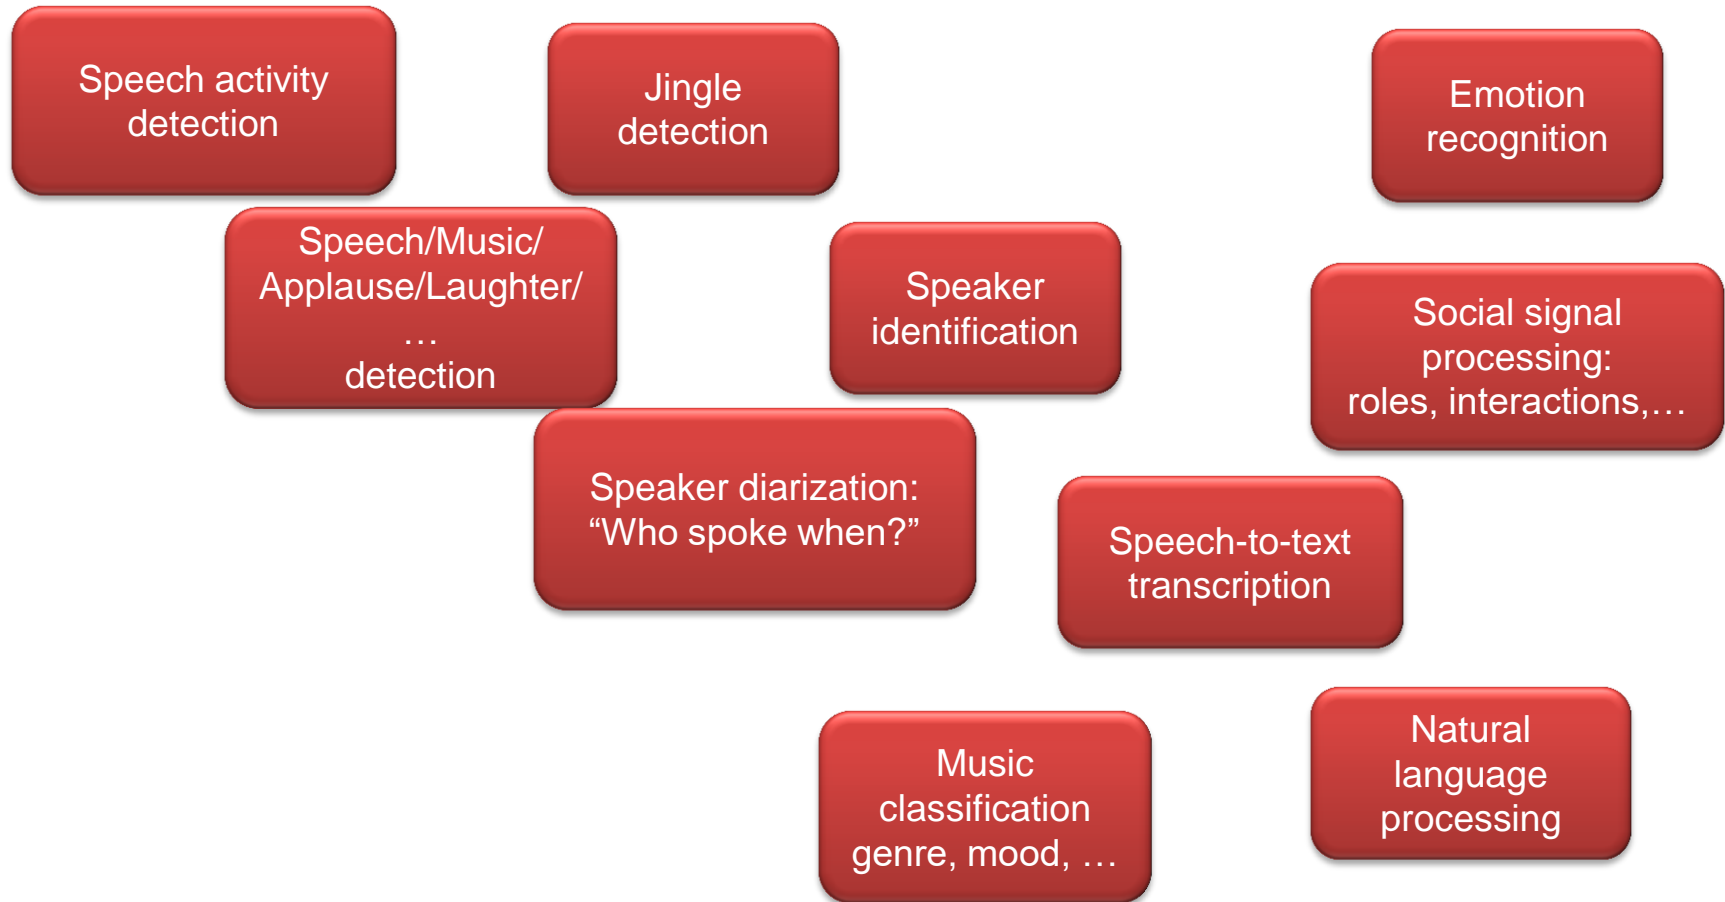 Speech activity
detection
Jingle
detection
Emotion
recognition
Speech/Music/
Applause/Laughter/
…
detection
Speaker
identification
Social signal
processing:
roles, interactions,…
Speaker diarization:
“Who spoke when?”
Speech-to-text
transcription
Music
classification
genre, mood, …
Natural
language
processing